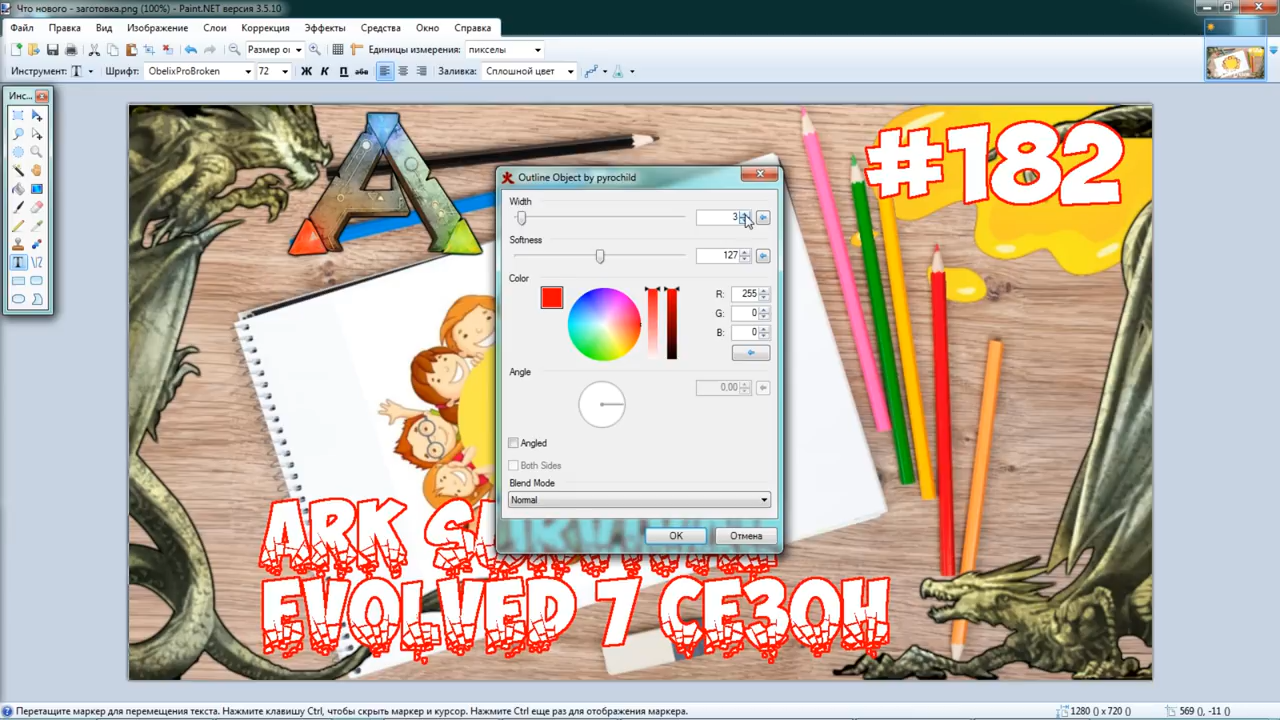 Что нового - заготовка.png (100%) - Paint.NET версия 3.5.10
Файл Правка Вид Изображение Слои Коррекция Эффекты Средства Окно Справка
Размер ог Единицы измерения: пикселы
Инструмент: T Шрифт: ObelixProBroken 72 Ж К П абв Заливка: Сплошной цвет
Инс...
#182
Outline Object by pyrochild
Width
3
Softness
127
Color
R: 255
G: 0
B: 0
Angle
0,00
Angled
Both Sides
Blend Mode
Normal
OK Отмена
ARK
EVOLVED 7 СЕЗОН
Перетащите маркер для перемещения текста. Нажмите клавишу Ctrl, чтобы скрыть маркер и курсор. Нажмите Ctrl еще раз для отображения маркера.
1280 () x 720 () 569 (), -11 ()